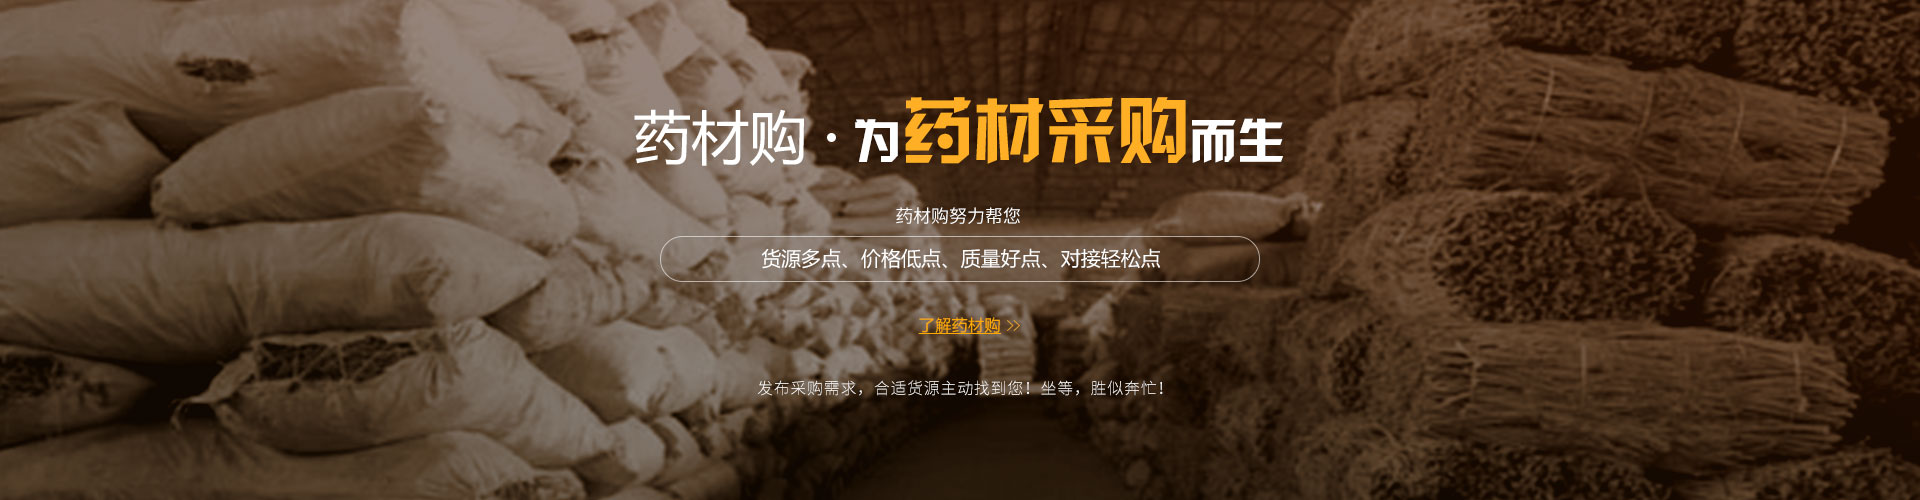 药材购·为药材采购而生
药材购努力帮您
货源多点、价格低点、质量好点、对接轻松点
了解药材购 >>
发布采购需求，合适货源主动找到您！坐等，胜似奔忙！